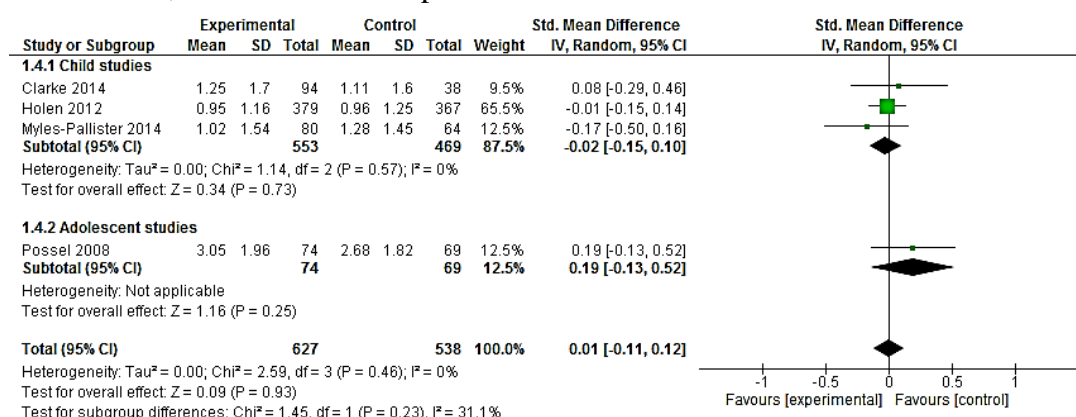 Experimental Control Std. Mean Difference Std. Mean Difference
Study or Subgroup Mean SD Total Mean SD Total Weight IV, Random, 95% CI IV, Random, 95% CI
1.4.1 Child studies
Clarke 2014 1.25 1.7 94 1.11 1.6 38 9.5% 0.08 [-0.29, 0.46]
Holen 2012 0.95 1.16 379 0.96 1.25 367 65.5% -0.01 [-0.15, 0.14]
Myles-Pallister 2014 1.02 1.54 80 1.28 1.45 64 12.5% -0.17 [-0.50, 0.16]
Subtotal (95% CI) 553 469 87.5% -0.02 [-0.15, 0.10]
Heterogeneity: Tau² = 0.00; Chi² = 1.14, df = 2 (P = 0.57); I² = 0%
Test for overall effect: Z = 0.34 (P = 0.73)
1.4.2 Adolescent studies
Possel 2008 3.05 1.96 74 2.68 1.82 69 12.5% 0.19 [-0.13, 0.52]
Subtotal (95% CI) 74 69 12.5% 0.19 [-0.13, 0.52]
Heterogeneity: Not applicable
Test for overall effect: Z = 1.16 (P = 0.25)
Total (95% CI) 627 538 100.0% 0.01 [-0.11, 0.12]
Heterogeneity: Tau² = 0.00; Chi² = 2.59, df = 3 (P = 0.46); I² = 0%
Test for overall effect: Z = 0.09 (P = 0.93)
Test for subgroup differences: Chi² = 1.45, df = 1 (P = 0.23), I² = 31.1%
-1 -0.5 0 0.5 1
Favours [experimental] Favours [control]